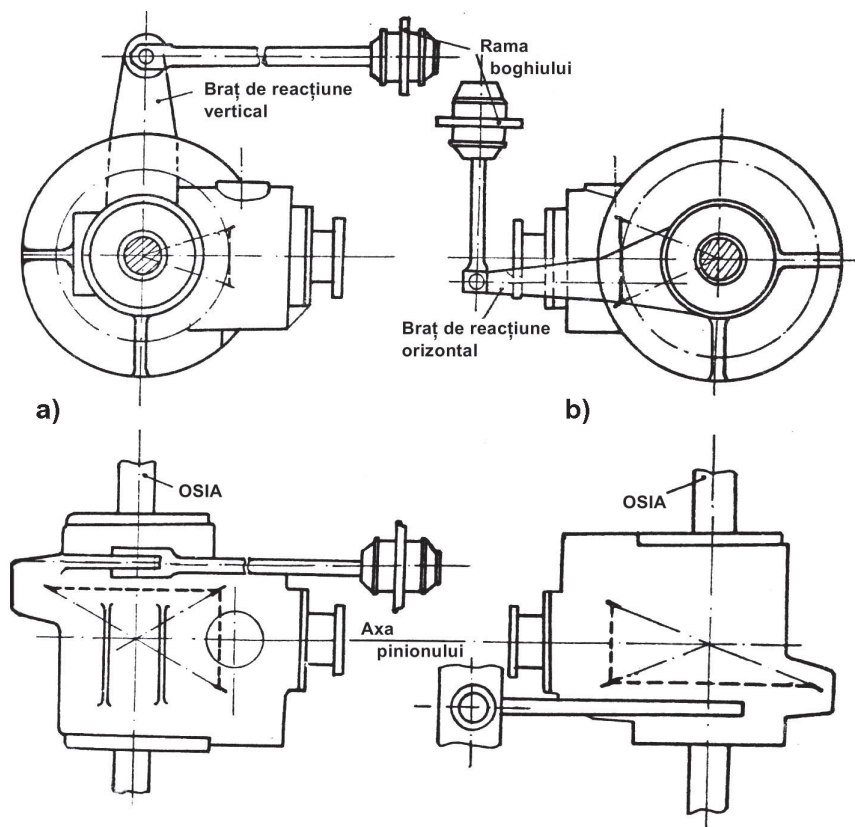 Rama
boghiului
Braț de reacțiune
vertical
Braț de reacțiune
orizontal
a)
b)
OSIA
OSIA
Axa
pinionului